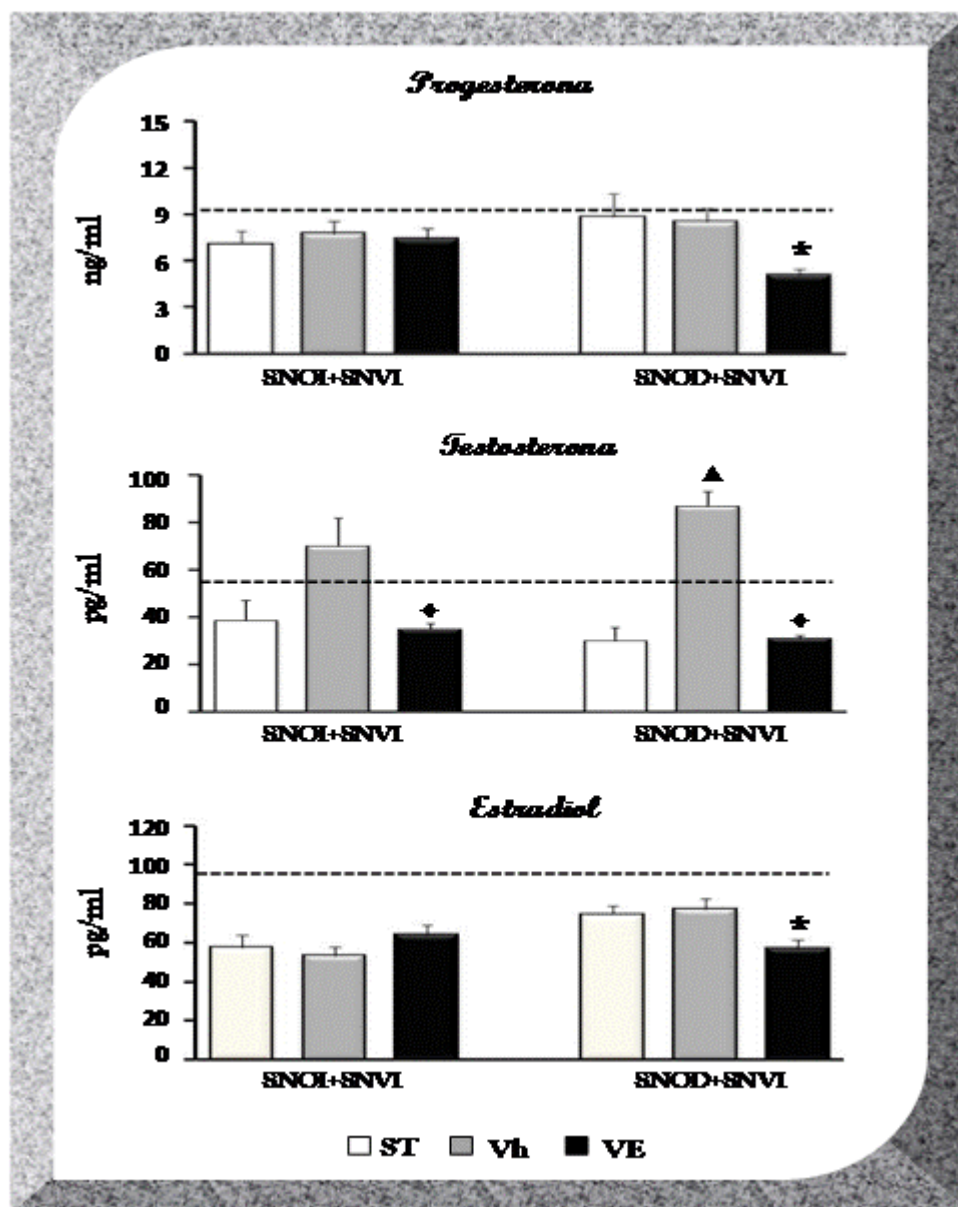 Progesterona
15
12
9
6
3
0
ng/ml
*
SNOI+SNVI SNOD+SNVI
Testosterona
100
80
60
40
20
0
pg/ml
▲
◆ ◆
SNOI+SNVI SNOD+SNVI
Estradiol
120
100
80
60
40
20
0
pg/ml
*
SNOI+SNVI SNOD+SNVI
ST Vh VE